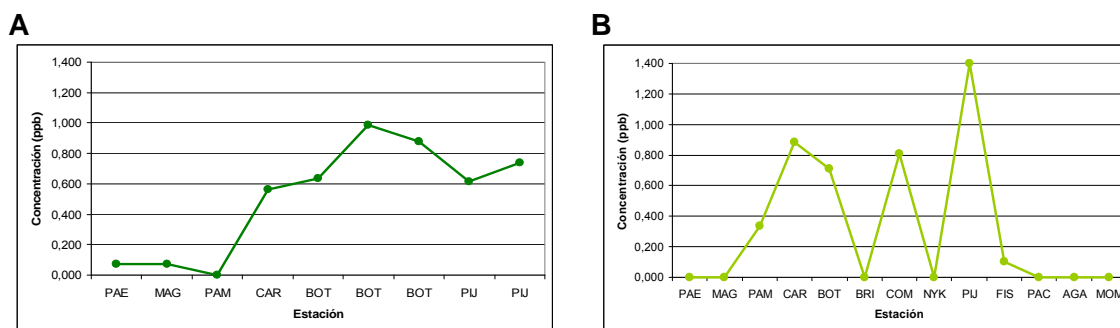 A
1,400
1,200
1,000
0,800
0,600
0,400
0,200
0,000
Concentración (ppb)
PAE MAG PAM CAR BOT BOT BOT PIJ PIJ
Estación
B
1,400
1,200
1,000
0,800
0,600
0,400
0,200
0,000
Concentración (ppb)
PAE MAG PAM CAR BOT BRI COM NYK PIJ FIS PAC AGA MOM
Estación